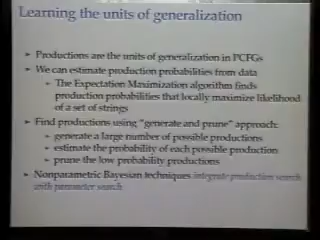 Learning the units of generalization
Productions are the units of generalization in PCFGs
We can estimate production probabilities from data
The Expectation Maximization algorithm finds
production probabilities that locally maximize likelihood
of a set of strings
Find productions using "generate and prune" approach:
generate a large number of possible productions
estimate the probability of each possible production
prune the low probability productions
Nonparametric Bayesian techniques integrate production search
with parameter search